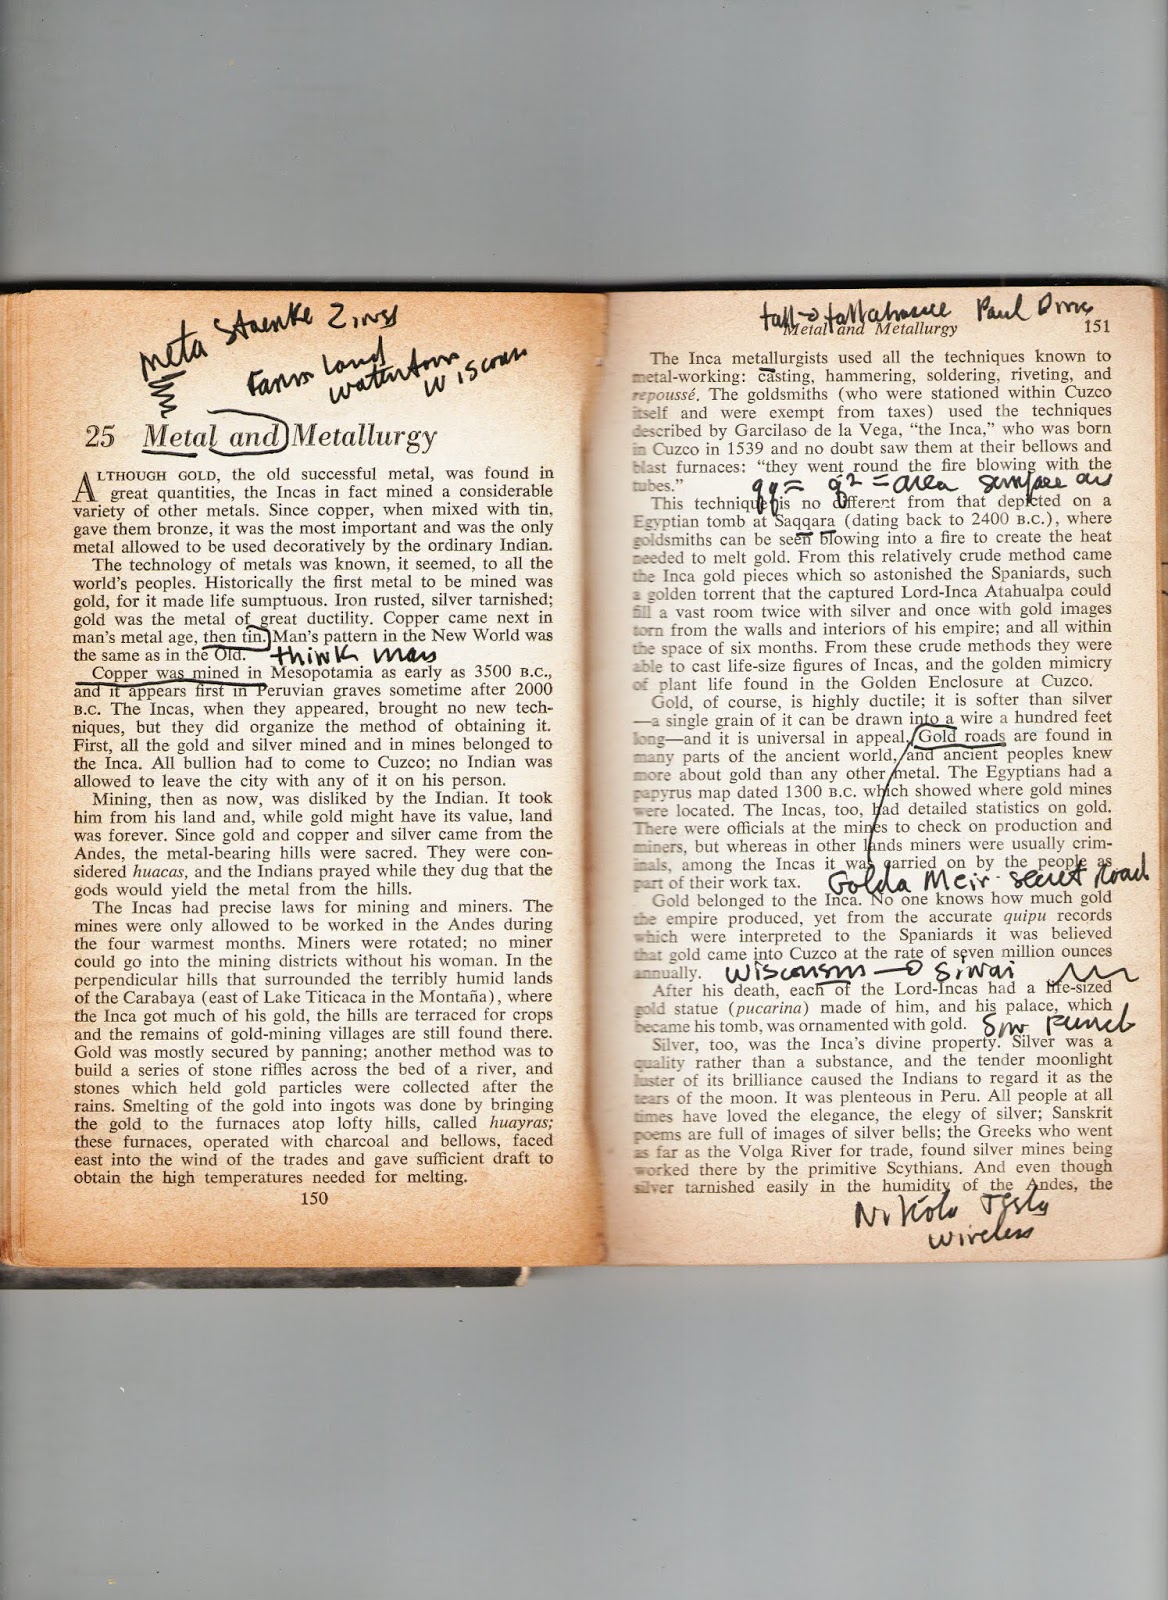 meta Staenke Zings
Farm Land
Watertown
Wiscon
25 Metal and Metallurgy
ALTHOUGH GOLD, the old successful metal, was found in
great quantities, the Incas in fact mined a considerable
variety of other metals. Since copper, when mixed with tin,
gave them bronze, it was the most important and was the only
metal allowed to be used decoratively by the ordinary Indian.
The technology of metals was known, it seemed, to all the
world's peoples. Historically the first metal to be mined was
gold, for it made life sumptuous. Iron rusted, silver tarnished;
gold was the metal of great ductility. Copper came next in
man's metal age, then tin. Man's pattern in the New World was
the same as in the Old. think man
Copper was mined in Mesopotamia as early as 3500 B.C.,
and it appears first in Peruvian graves sometime after 2000
B.C. The Incas, when they appeared, brought no new tech-
niques, but they did organize the method of obtaining it.
First, all the gold and silver mined and in mines belonged to
the Inca. All bullion had to come to Cuzco; no Indian was
allowed to leave the city with any of it on his person.
Mining, then as now, was disliked by the Indian. It took
him from his land and, while gold might have its value, land
was forever. Since gold and copper and silver came from the
Andes, the metal-bearing hills were sacred. They were con-
sidered huacas, and the Indians prayed while they dug that the
gods would yield the metal from the hills.
The Incas had precise laws for mining and miners. The
mines were only allowed to be worked in the Andes during
the four warmest months. Miners were rotated; no miner
could go into the mining districts without his woman. In the
perpendicular hills that surrounded the terribly humid lands
of the Carabaya (east of Lake Titicaca in the Montaña), where
the Inca got much of his gold, the hills are terraced for crops
and the remains of gold-mining villages are still found there.
Gold was mostly secured by panning; another method was to
build a series of stone riffles across the bed of a river, and
stones which held gold particles were collected after the
rains. Smelting of the gold into ingots was done by bringing
the gold to the furnaces atop lofty hills, called huayras;
these furnaces, operated with charcoal and bellows, faced
east into the wind of the trades and gave sufficient draft to
obtain the high temperatures needed for melting.
150
tall→tallahassee Paul
Metal and Metallurgy 151
The Inca metallurgists used all the techniques known to
metal-working: casting, hammering, soldering, riveting, and
repoussé. The goldsmiths (who were stationed within Cuzco
itself and were exempt from taxes) used the techniques
described by Garcilaso de la Vega, "the Inca," who was born
in Cuzco in 1539 and no doubt saw them at their bellows and
blast furnaces: "they went round the fire blowing with the
tubes." qq = q2 = area
This technique is no different from that depicted on a
Egyptian tomb at Saqqara (dating back to 2400 B.C.), where
goldsmiths can be seen blowing into a fire to create the heat
needed to melt gold. From this relatively crude method came
the Inca gold pieces which so astonished the Spaniards, such
a golden torrent that the captured Lord-Inca Atahualpa could
fill a vast room twice with silver and once with gold images
torn from the walls and interiors of his empire; and all within
the space of six months. From these crude methods they were
able to cast life-size figures of Incas, and the golden mimicry
of plant life found in the Golden Enclosure at Cuzco.
Gold, of course, is highly ductile; it is softer than silver
—a single grain of it can be drawn into a wire a hundred feet
long—and it is universal in appeal. Gold roads are found in
many parts of the ancient world, and ancient peoples knew
more about gold than any other metal. The Egyptians had a
papyrus map dated 1300 B.C. which showed where gold mines
were located. The Incas, too, had detailed statistics on gold.
There were officials at the mines to check on production and
miners, but whereas in other lands miners were usually crim-
inals, among the Incas it was carried on by the people as
part of their work tax. Golda Meir secret Road
Gold belonged to the Inca. No one knows how much gold
the empire produced, yet from the accurate quipu records
which were interpreted to the Spaniards it was believed
that gold came into Cuzco at the rate of seven million ounces
annually. Wisconsin → Sinai
After his death, each of the Lord-Incas had a life-sized
gold statue (pucarina) made of him, and his palace, which
became his tomb, was ornamented with gold.
Silver, too, was the Inca's divine property. Silver was a
quality rather than a substance, and the tender moonlight
luster of its brilliance caused the Indians to regard it as the
tears of the moon. It was plenteous in Peru. All people at all
times have loved the elegance, the elegy of silver; Sanskrit
poems are full of images of silver bells; the Greeks who went
as far as the Volga River for trade, found silver mines being
worked there by the primitive Scythians. And even though
silver tarnished easily in the humidity of the Andes, the
Nikola Tesla
wireless